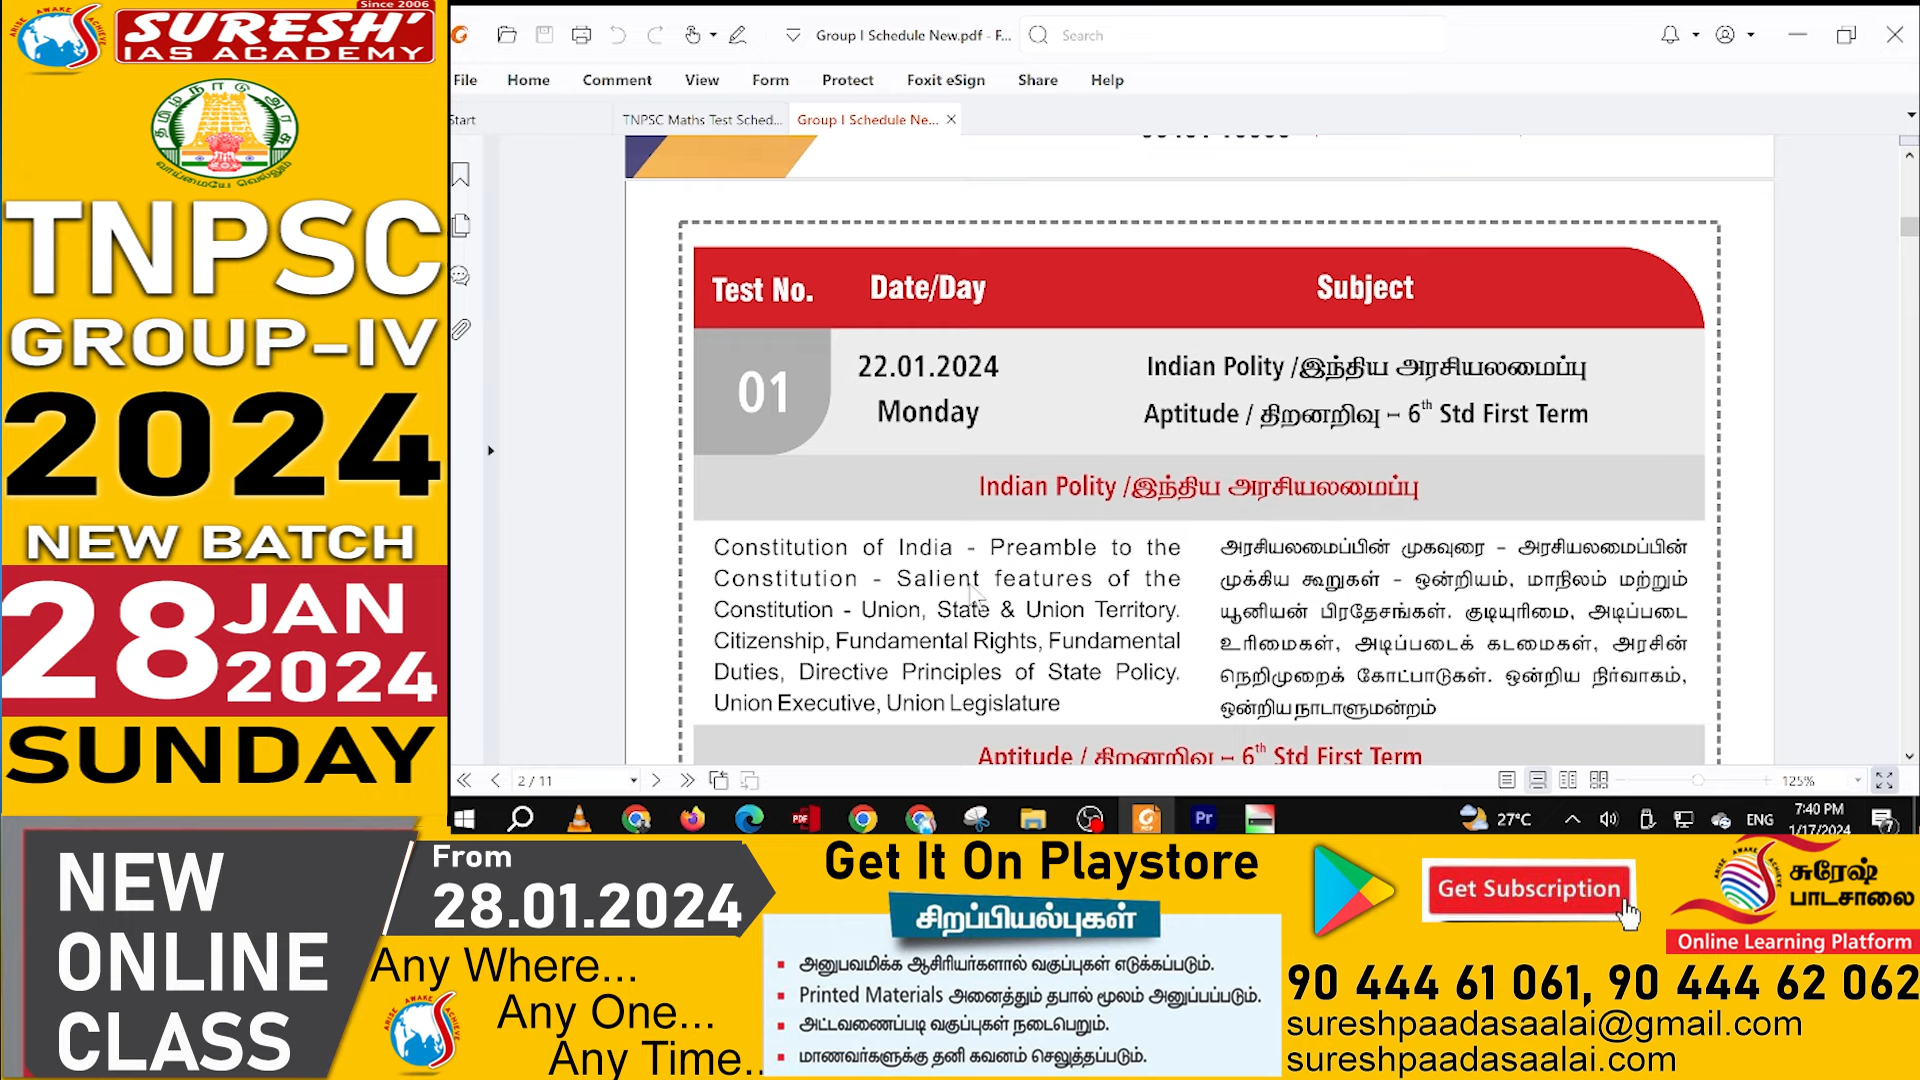 Since 2006
SURESH'
IAS ACADEMY
TNPSC
GROUP-IV
2024
NEW BATCH
28 JAN
2024
SUNDAY
Group I Schedule New.pdf - F...
Search
File Home Comment View Form Protect Foxit eSign Share Help
Start
TNPSC Maths Test Sched...
Group I Schedule Ne...
Test No. Date/Day Subject
01
22.01.2024
Monday
Indian Polity /இந்திய அரசியலமைப்பு
Aptitude / திறனறிவு – 6th Std First Term
Indian Polity /இந்திய அரசியலமைப்பு
Constitution of India - Preamble to the
Constitution - Salient features of the
Constitution - Union, State & Union Territory.
Citizenship, Fundamental Rights, Fundamental
Duties, Directive Principles of State Policy.
Union Executive, Union Legislature
அரசியலமைப்பின் முகவுரை – அரசியலமைப்பின்
முக்கிய கூறுகள் – ஒன்றியம், மாநிலம் மற்றும்
யூனியன் பிரதேசங்கள். குடியுரிமை, அடிப்படை
உரிமைகள், அடிப்படைக் கடமைகள், அரசின்
நெறிமுறைக் கோட்பாடுகள். ஒன்றிய நிர்வாகம்,
ஒன்றிய நாடாளுமன்றம்
Aptitude / திறனறிவு – 6th Std First Term
2 / 11
125%
27°C
ENG
7:40 PM
1/17/2024
NEW
ONLINE
CLASS
From
28.01.2024
Any Where...
Any One...
Any Time..
Get It On Playstore
சிறப்பியல்புகள்
அனுபவமிக்க ஆசிரியர்களால் வகுப்புகள் எடுக்கப்படும்.
Printed Materials அனைத்தும் தபால் மூலம் அனுப்பப்படும்.
அட்டவணைப்படி வகுப்புகள் நடைபெறும்.
மாணவர்களுக்கு தனி கவனம் செலுத்தப்படும்.
Get Subscription
சுரேஷ்
பாடசாலை
Online Learning Platform
90 444 61 061, 90 444 62 062
sureshpaadasaalai@gmail.com
sureshpaadasaalai.com